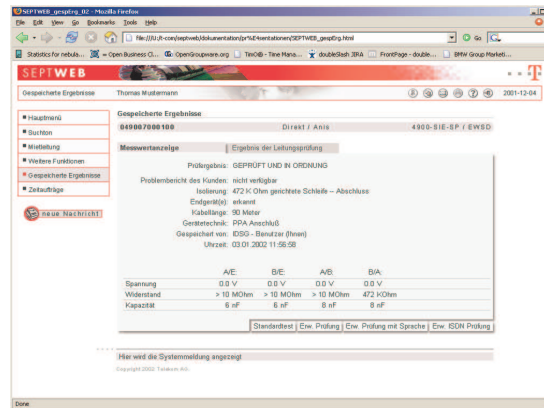 SEPTWEB_gespErg_02 - Mozilla Firefox
File Edit View Go Bookmarks Tools Help
Go
Statistics for nebula... Open Business Cl... OpenGroupware.org TimOtB - Time Mana... doubleSlash JIRA FrontPage - double... BMW Group Marketi...
SEPTWEB
T
Gespeicherte Ergebnisse Thomas Mustermann 2001-12-04
Hauptmenü
Suchton
Mietleitung
Weitere Funktionen
Gespeicherte Ergebnisse
Zeitaufträge
neue Nachricht
Gespeicherte Ergebnisse
049067000100 Direkt / Anis 4900-SIE-SP / EWSD
Messwertanzeige Ergebnis der Leitungsprüfung
Prüfergebnis: GEPRÜFT UND IN ORDNUNG
Problembericht des Kunden: nicht verfügbar
Isolierung: 472 K Ohm gerichtete Schleife – Abschluss
Endgerät(e): erkannt
Kabellänge: 90 Meter
Gerätetechnik: PPA Anschluß
Gespeichert von: IDSG - Benutzer (Ihnen)
Uhrzeit: 03.01.2002 11:56:58
A/E: B/E: A/B: B/A:
Spannung 0.0 V 0.0 V 0.0 V 0.0 V
Widerstand > 10 MOhm > 10 MOhm > 10 MOhm 472 KOhm
Kapazität 6 nF 6 nF 8 nF 8 nF
Standardtest Erw. Prüfung Erw. Prüfung mit Sprache Erw. ISDN Prüfung
Hier wird die Systemmeldung angezeigt
Copyright 2002 Telekom AG
Done